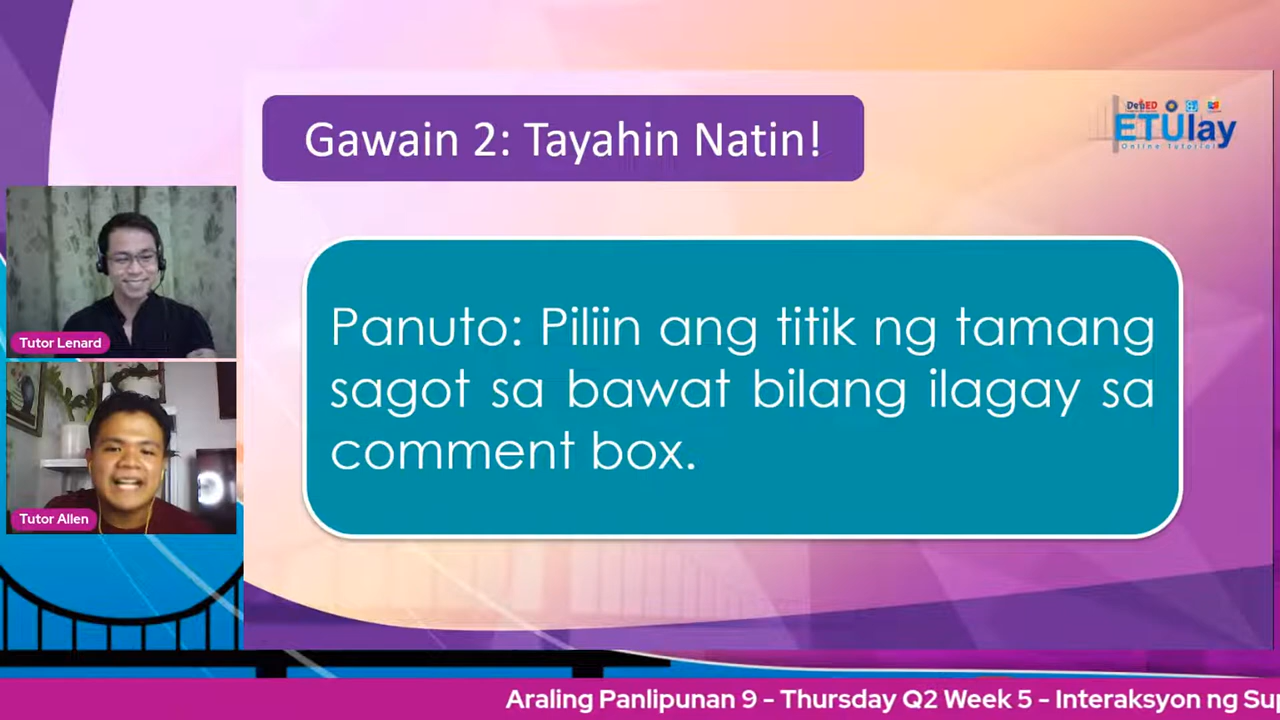 Gawain 2: Tayahin Natin!
DepED
ETUlay
Online Tutorial
Panuto: Piliin ang titik ng tamang
sagot sa bawat bilang ilagay sa
comment box.
Tutor Lenard
Tutor Allen
Araling Panlipunan 9 - Thursday Q2 Week 5 - Interaksyon ng